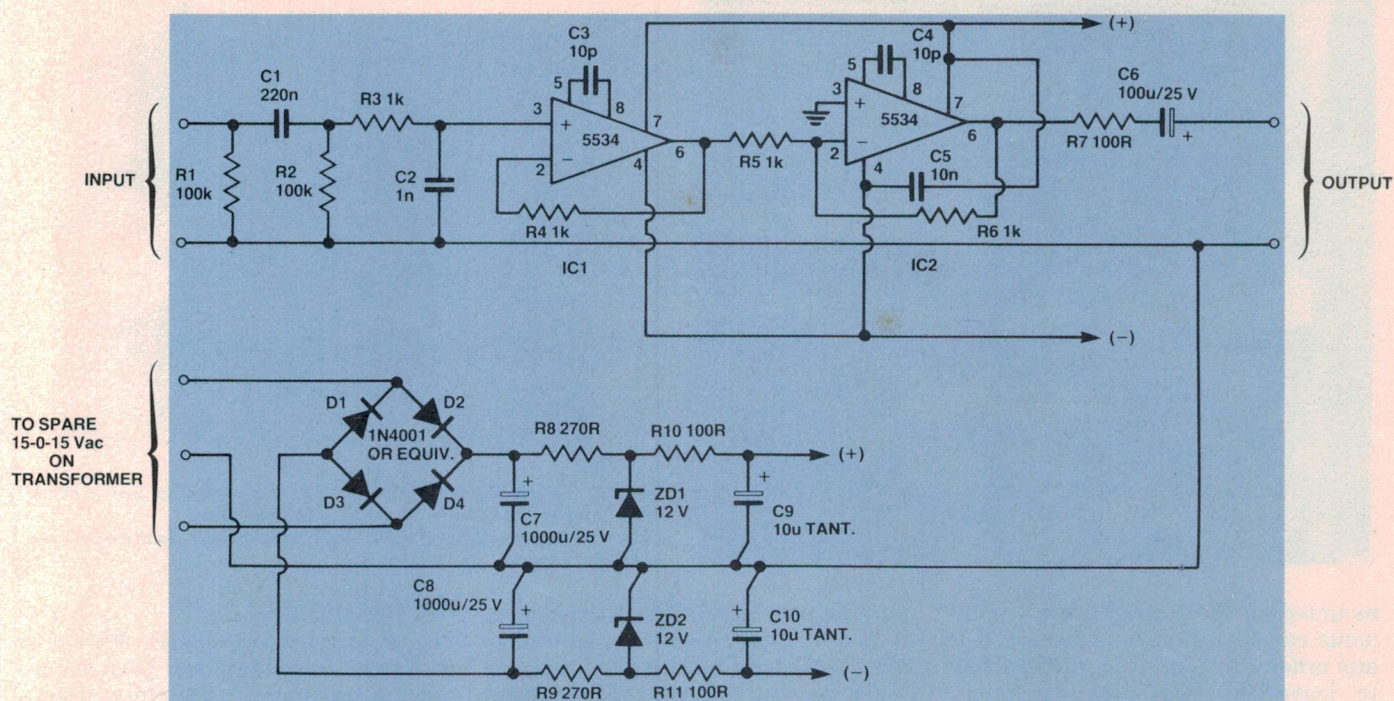 (+)
C3
10p
C4
10p
C1
220n
R3 1k
C6
100u/25 V
5
8
5
8
3
3
+
+
7
7
5534
5534
6
6
−
−
2
2
4
4
R7 100R
+
R5 1k
C5
10n
INPUT
R1
100k
R2
100k
C2
1n
OUTPUT
R4 1k
R6 1k
IC1
IC2
(−)
TO SPARE
15-0-15 Vac
ON
TRANSFORMER
D1
D2
1N4001
OR EQUIV.
D3
D4
R8 270R
R10 100R
(+)
+
C7
1000u/25 V
ZD1
12 V
+
C9
10u TANT.
C8
1000u/25 V
+
ZD2
12 V
+
C10
10u TANT.
R9 270R
R11 100R
(−)